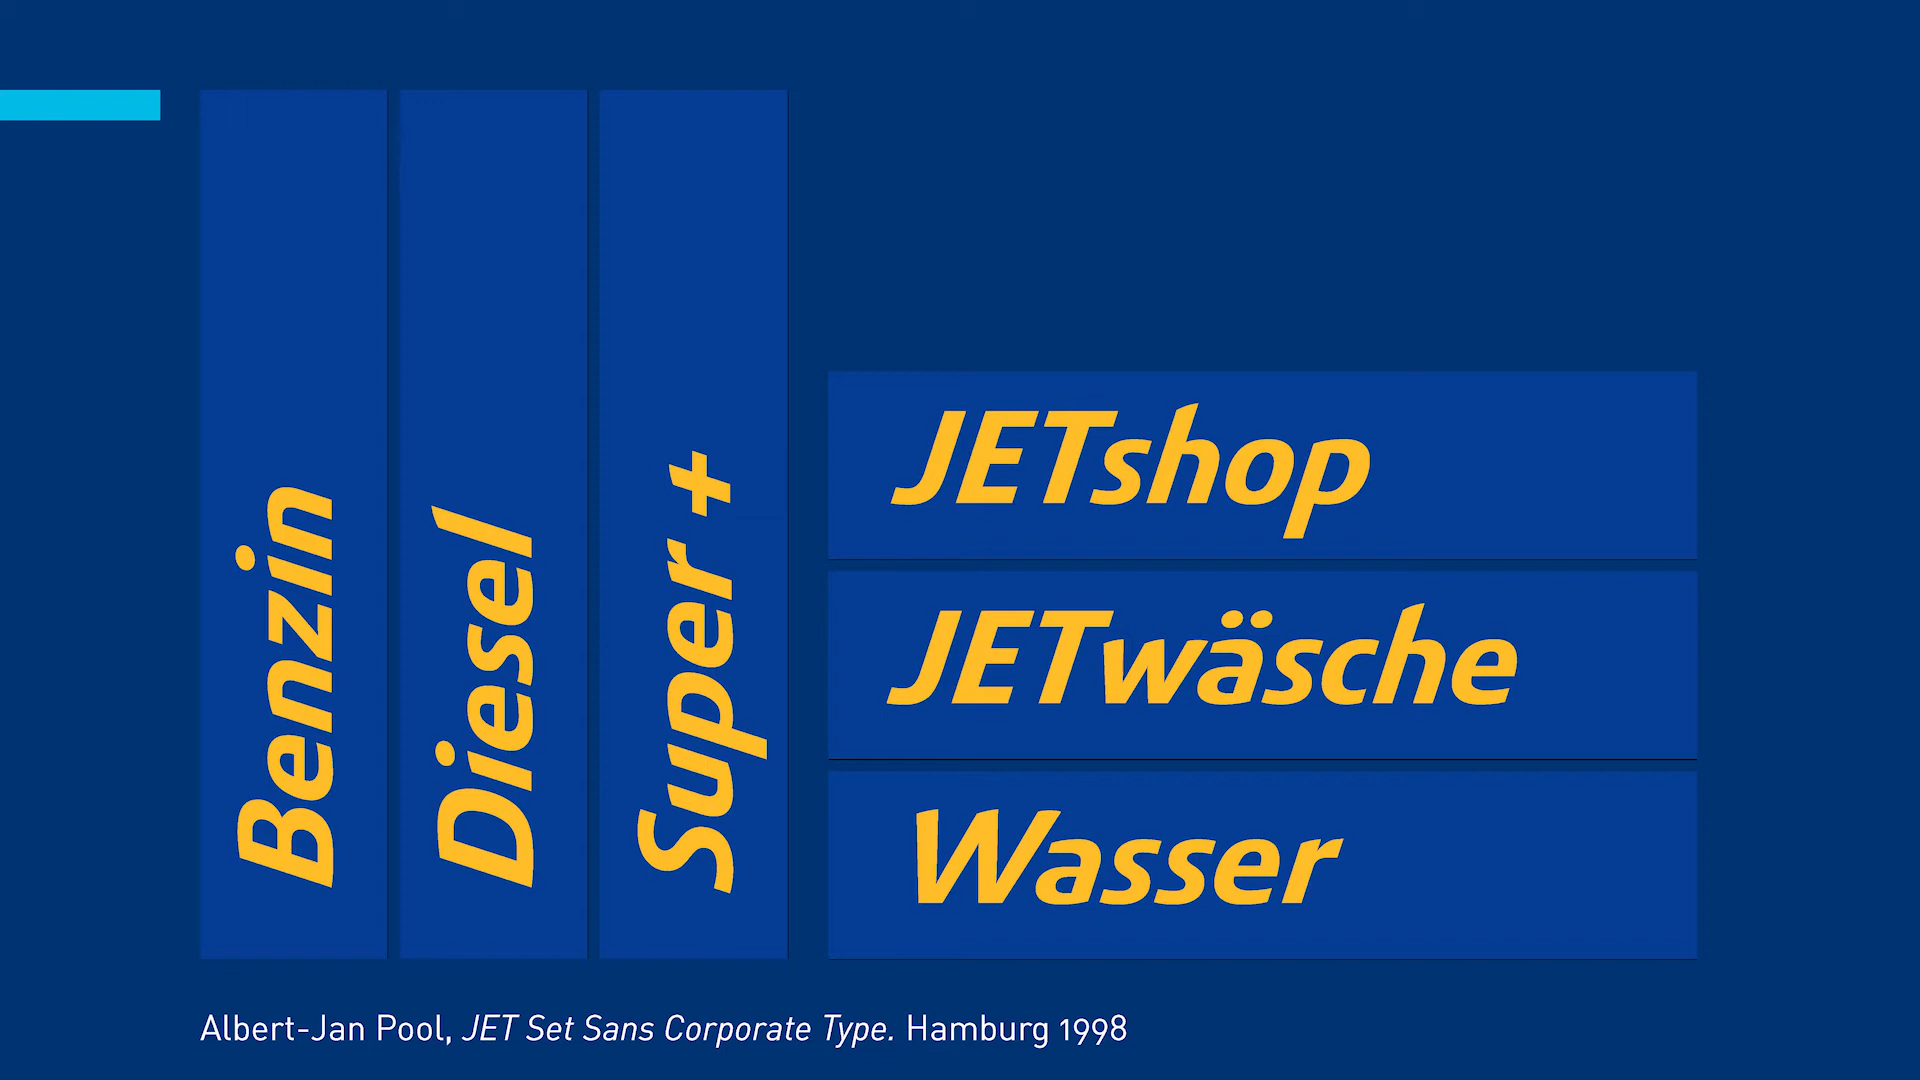 Benzin
Diesel
Super +
JETshop
JETwäsche
Wasser
Albert-Jan Pool, JET Set Sans Corporate Type. Hamburg 1998